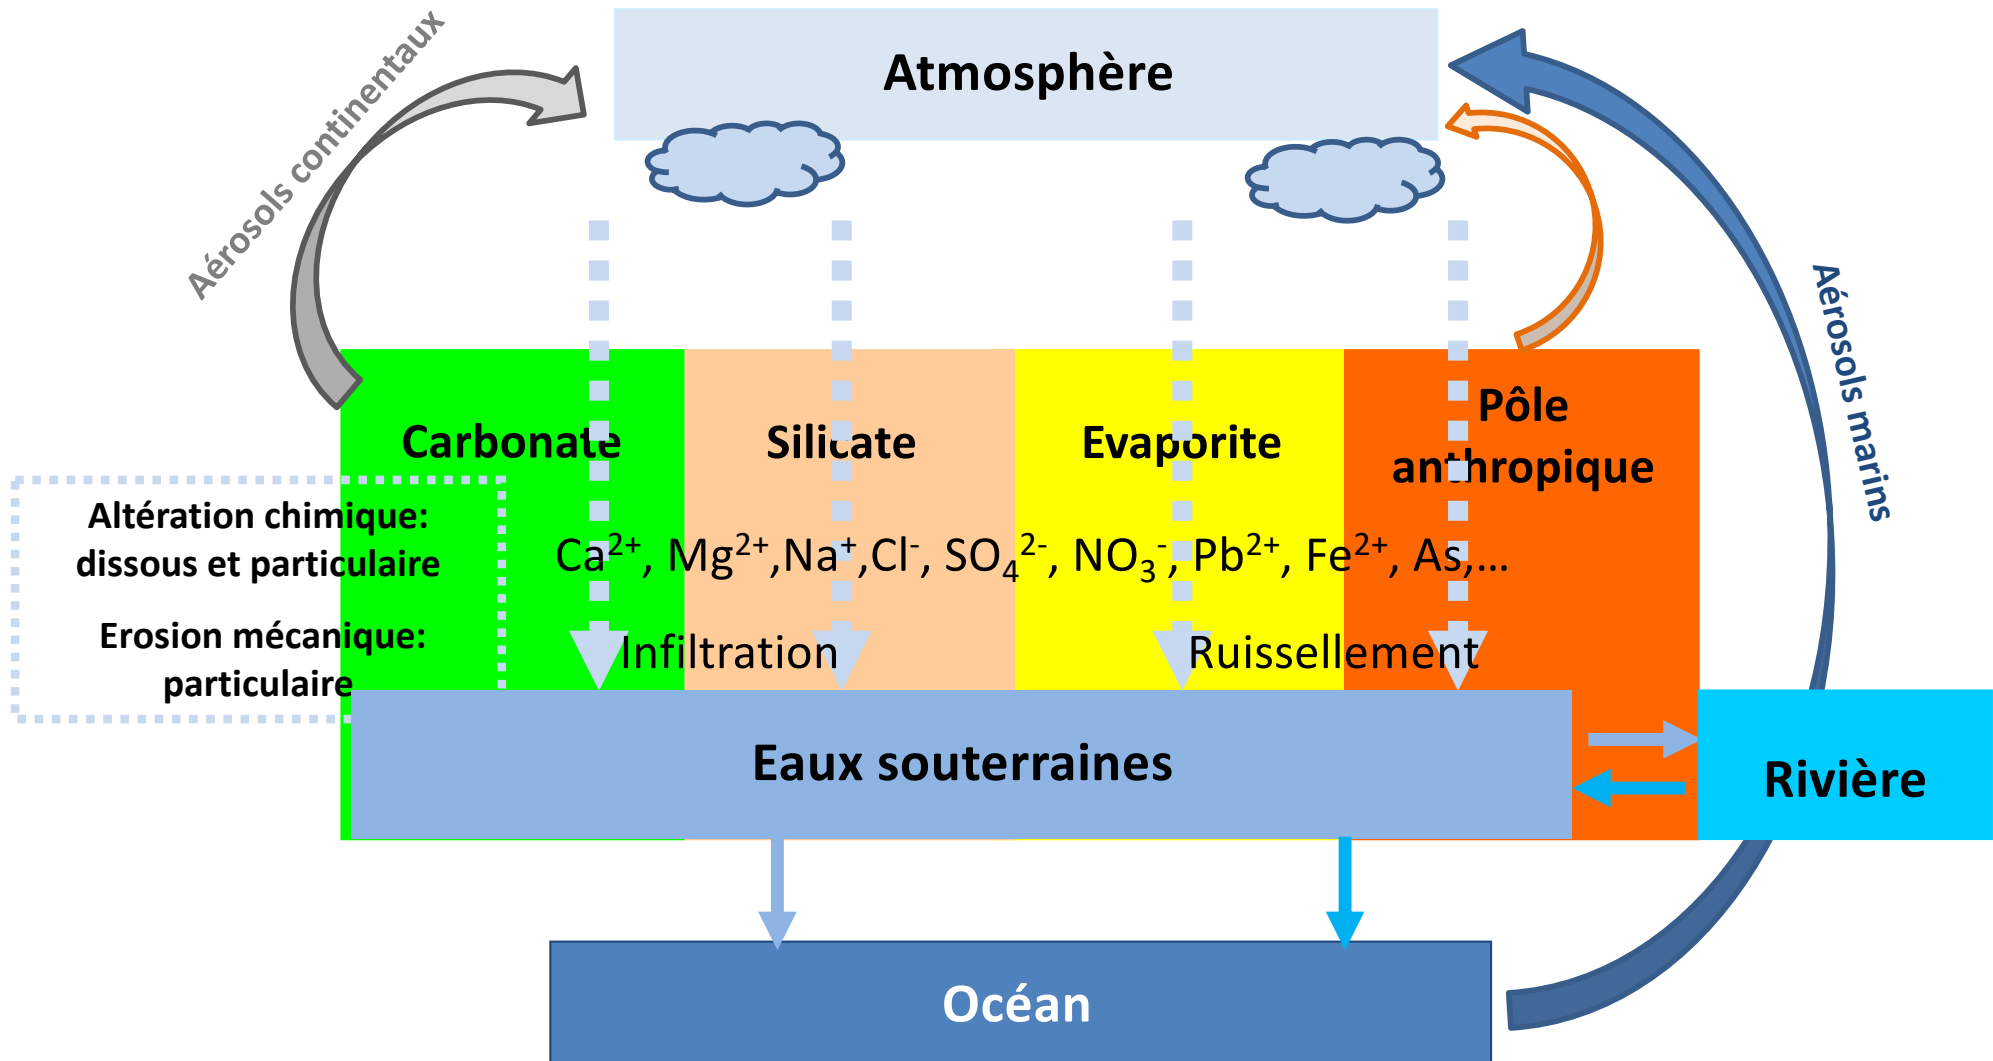 Atmosphère
Aérosols continentaux
Aérosols marins
Carbonate
Silicate
Evaporite
Pôle
anthropique
Altération chimique:
dissous et particulaire
Erosion mécanique:
particulaire
Ca²⁺, Mg²⁺,Na⁺,Cl⁻, SO₄²⁻, NO₃⁻, Pb²⁺, Fe²⁺, As,...
Infiltration
Ruissellement
Eaux souterraines
Rivière
Océan